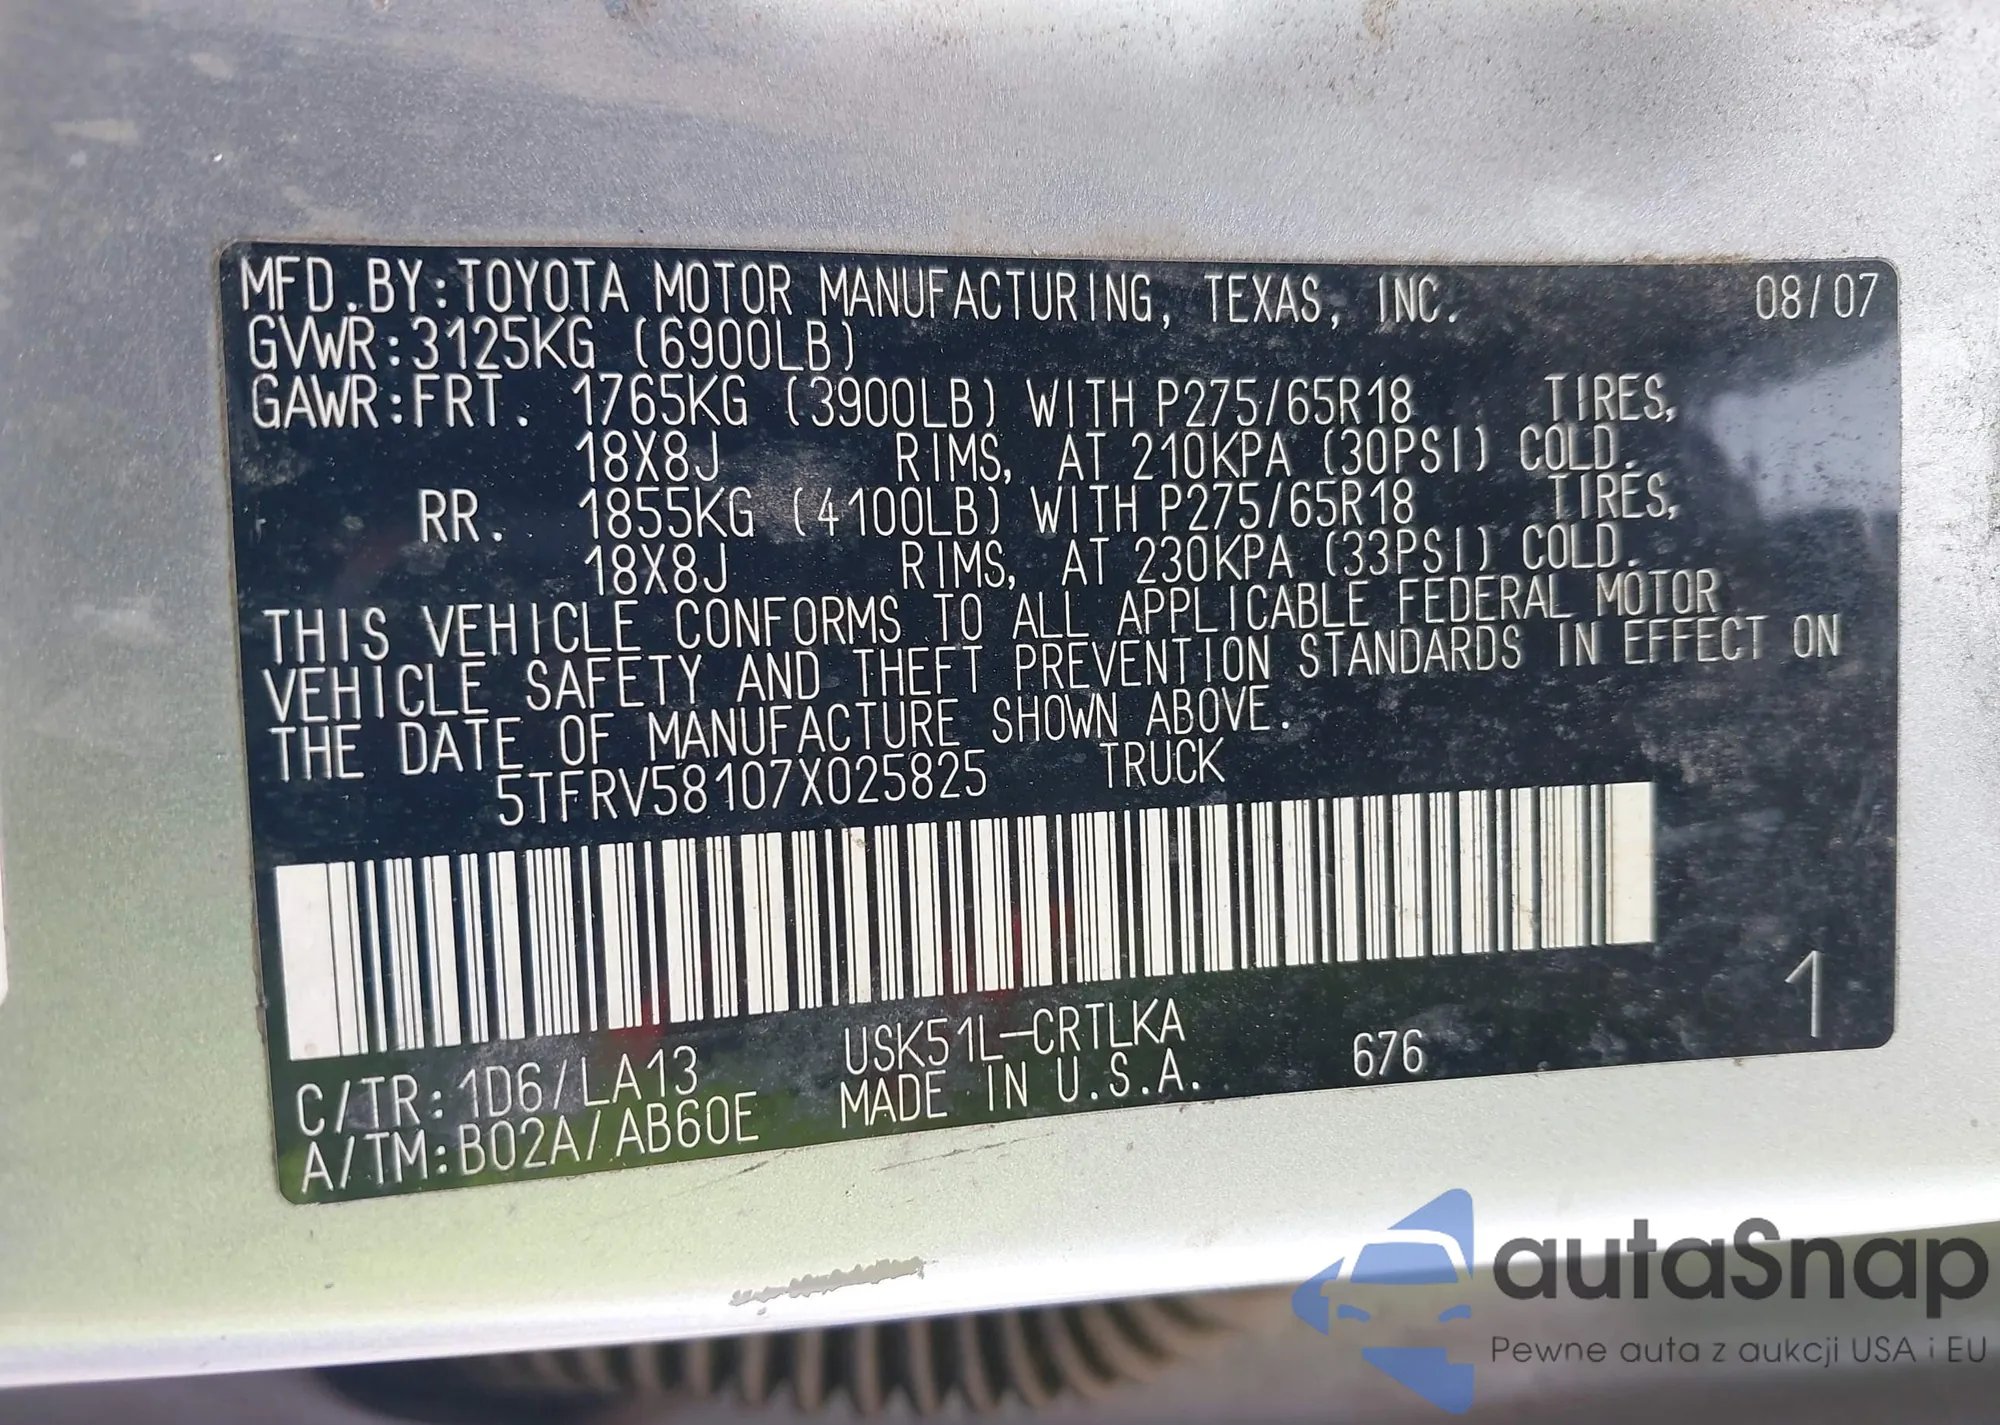 MFD.BY:TOYOTA MOTOR MANUFACTURING, TEXAS, INC. 08/07
GVWR:3125KG (6900LB)
GAWR:FRT. 1765KG (3900LB) WITH P275/65R18 TIRES,
18X8J RIMS, AT 210KPA (30PSI) COLD.
RR. 1855KG (4100LB) WITH P275/65R18 TIRES,
18X8J RIMS, AT 230KPA (33PSI) COLD.
THIS VEHICLE CONFORMS TO ALL APPLICABLE FEDERAL MOTOR
VEHICLE SAFETY AND THEFT PREVENTION STANDARDS IN EFFECT ON
THE DATE OF MANUFACTURE SHOWN ABOVE.
5TFRV58107X025825 TRUCK
1
C/TR:1D6/LA13 USK51L-CRTLKA 676
A/TM:B02A/AB60E MADE IN U.S.A.
autaSnap
Pewne auta z aukcji USA i EU